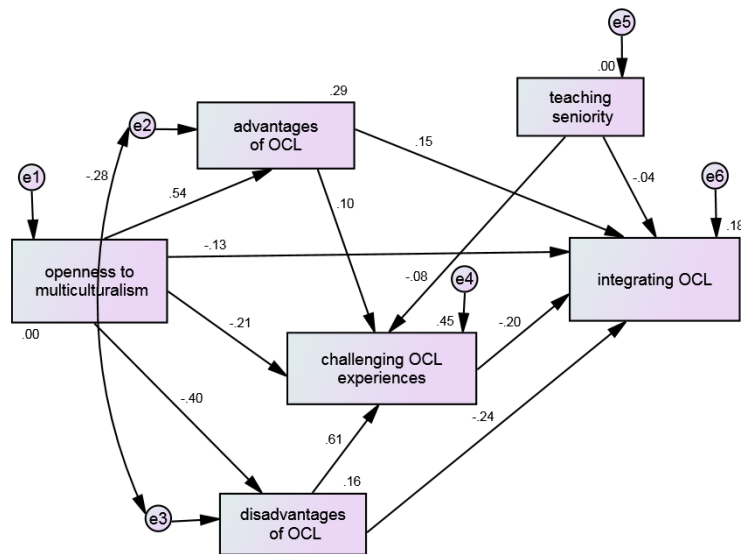 e5
.00
teaching
seniority
.29
e2
advantages
of OCL
.15
-.04
e1
-.28
.54
.10
e6
.18
openness to
multiculturalism
.00
-.13
integrating OCL
-.08
e4
-.21
.45
-.20
challenging OCL
experiences
-.40
.61
-.24
.16
e3
disadvantages
of OCL